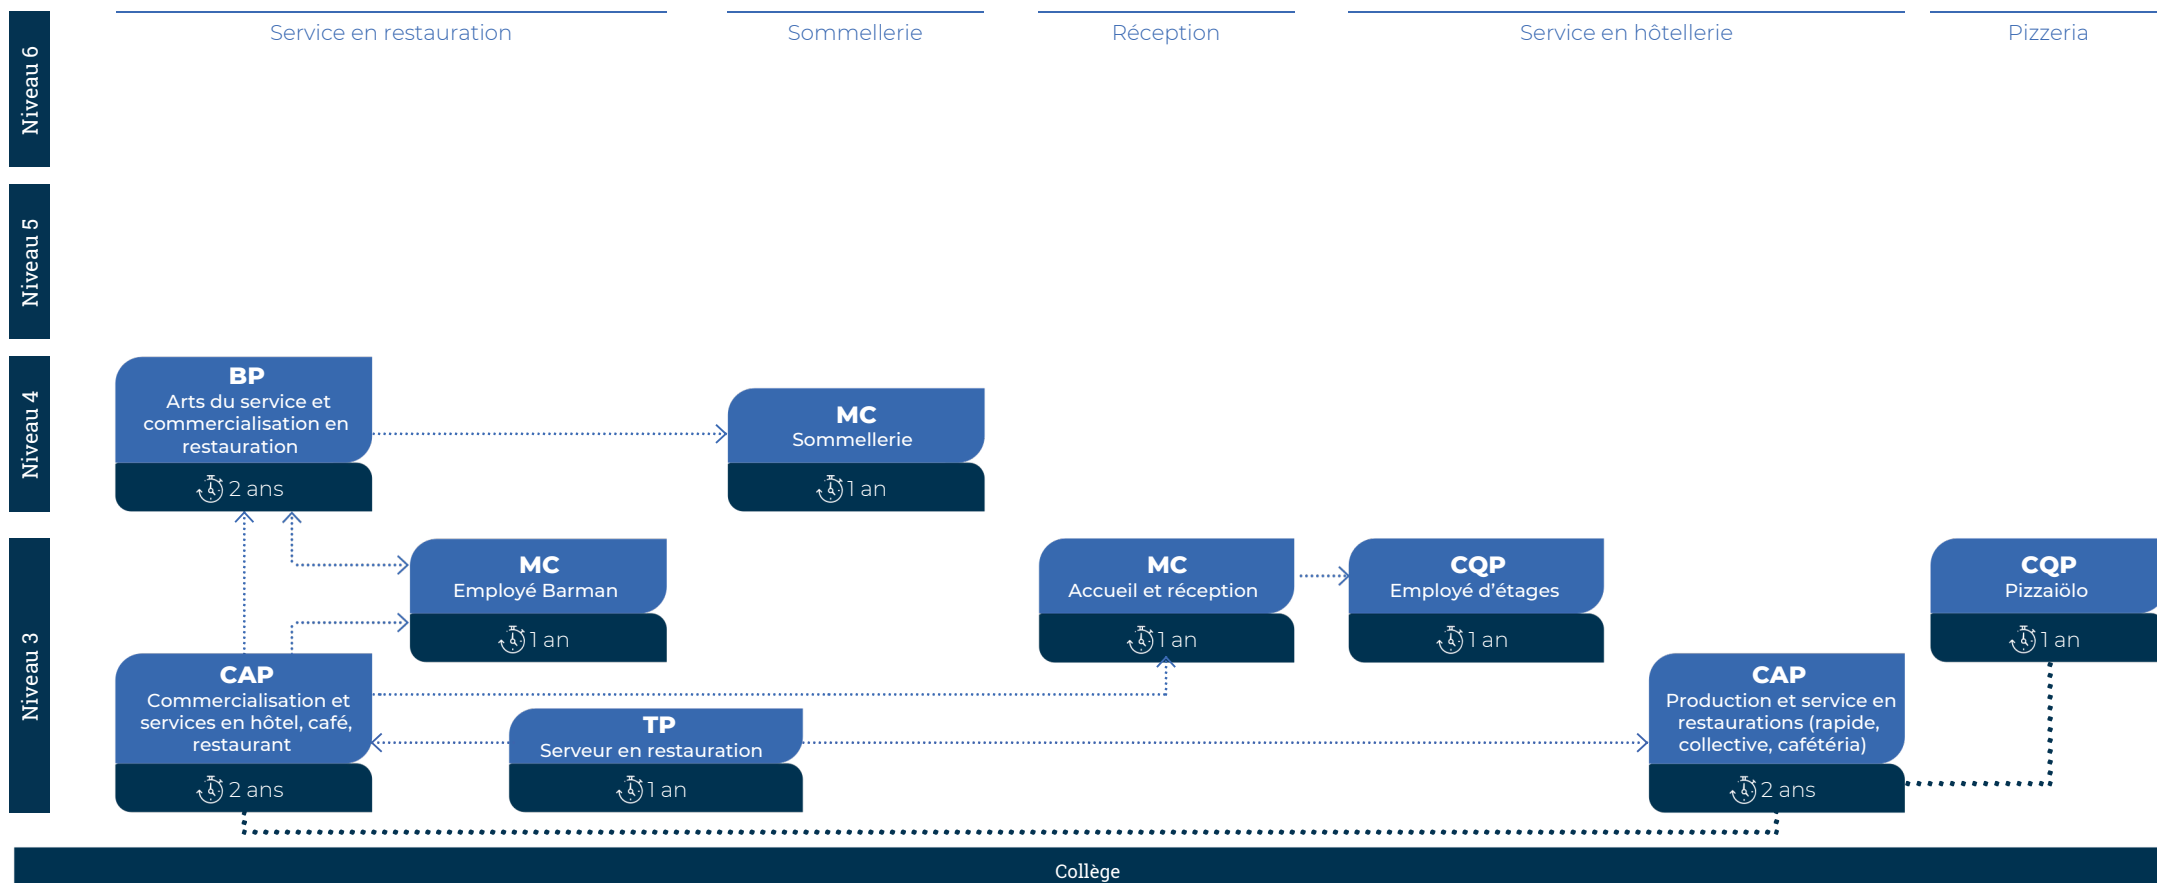 Service en restauration
Sommellerie
Réception
Service en hôtellerie
Pizzeria
Niveau 6
Niveau 5
Niveau 4
BP
Arts du service et
commercialisation en
restauration
2 ans
MC
Sommellerie
1 an
Niveau 3
MC
Employé Barman
1 an
MC
Accueil et réception
1 an
CQP
Employé d'étages
1 an
CQP
Pizzaiölo
1 an
CAP
Commercialisation et
services en hôtel, café,
restaurant
2 ans
TP
Serveur en restauration
1 an
CAP
Production et service en
restaurations (rapide,
collective, cafétéria)
2 ans
Collège